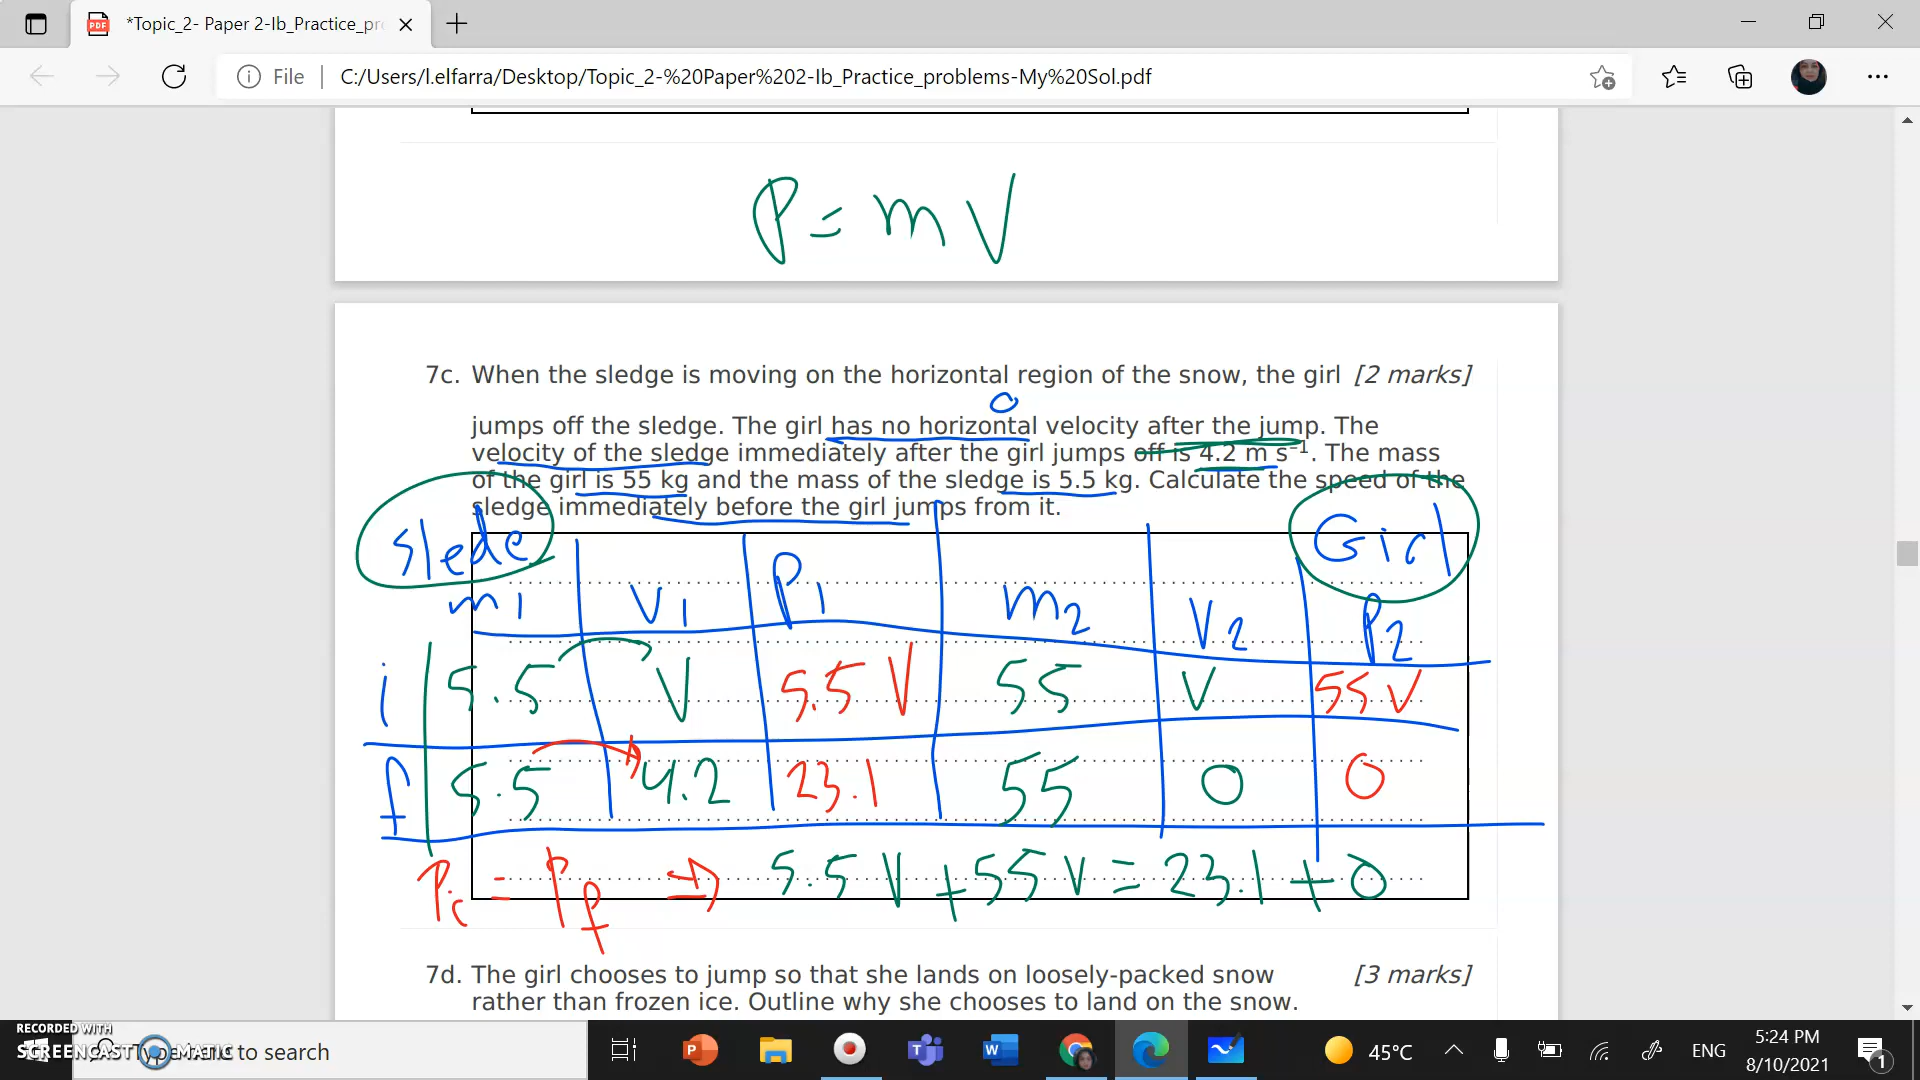 *Topic_2- Paper 2-Ib_Practice_pr
File
C:/Users/l.elfarra/Desktop/Topic_2-%20Paper%202-Ib_Practice_problems-My%20Sol.pdf
P = m V
7c. When the sledge is moving on the horizontal region of the snow, the girl [2 marks]
0
jumps off the sledge. The girl has no horizontal velocity after the jump. The
velocity of the sledge immediately after the girl jumps off is 4.2 m s⁻¹. The mass
of the girl is 55 kg and the mass of the sledge is 5.5 kg. Calculate the speed of the
sledge immediately before the girl jumps from it.
slede Girl
m1 V1 P1 m2 V2 P2
i 5.5 V 5.5 V 55 V 55 V
f 5.5 4.2 23.1 55 0 0
Pi = Pf ⇒ 5.5 V + 55 V = 23.1 + 0
7d. The girl chooses to jump so that she lands on loosely-packed snow [3 marks]
rather than frozen ice. Outline why she chooses to land on the snow.
RECORDED WITH
SCREENCAST MATIC
Type here to search
45°C
ENG
5:24 PM
8/10/2021
1